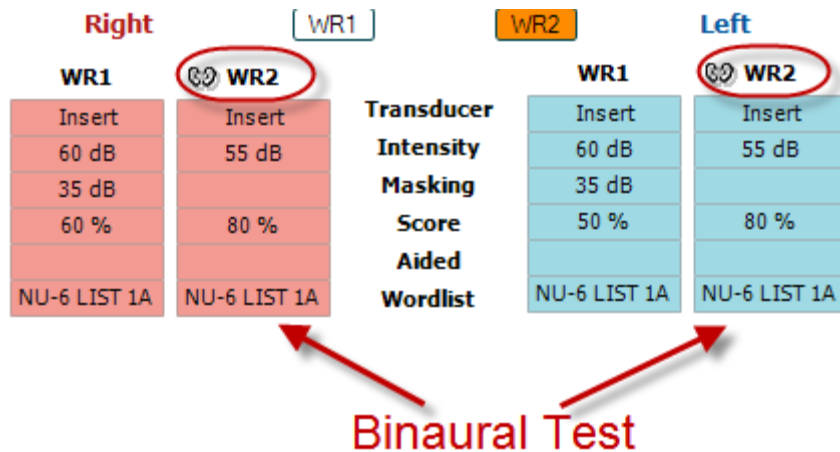 Right WR1 WR2 Left
WR1 WR2 WR1 WR2
Insert Insert Transducer Insert Insert
60 dB 55 dB Intensity 60 dB 55 dB
35 dB Masking 35 dB
60 % 80 % Score 50 % 80 %
Aided
NU-6 LIST 1A NU-6 LIST 1A Wordlist NU-6 LIST 1A NU-6 LIST 1A
Binaural Test